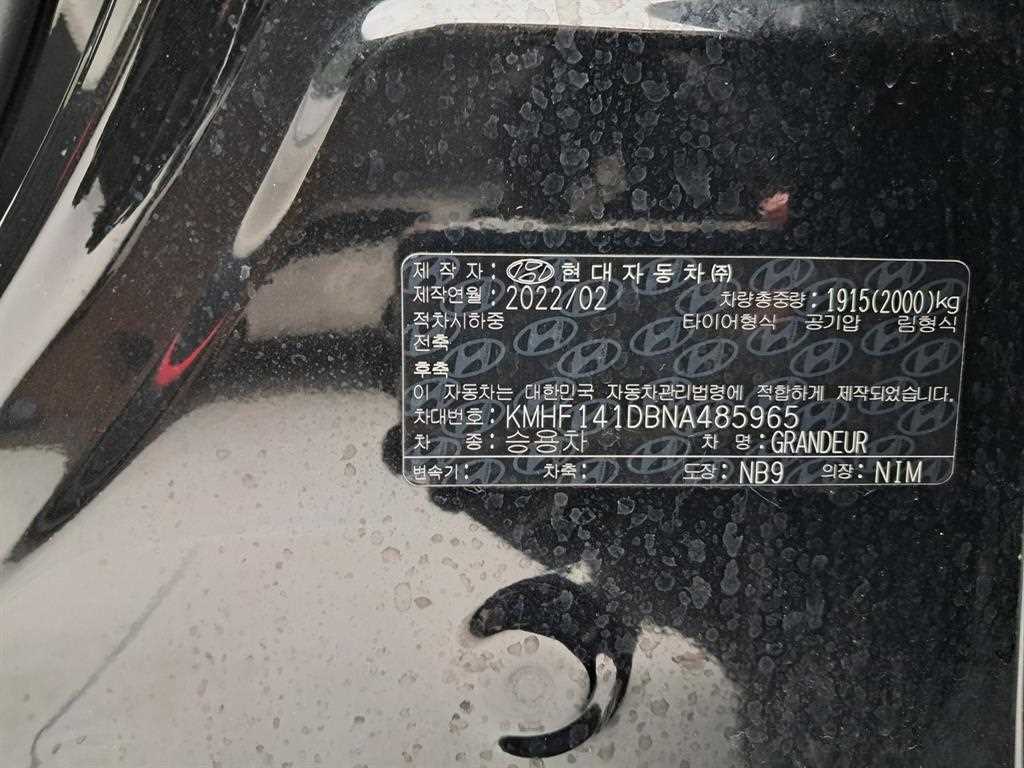 제 작 자 : 현대자동차(주)
제작연월 : 2022/02 차량총중량 : 1915(2000)kg
적차시하중 타이어형식 공기압 림형식
전축
후축
이 자동차는 대한민국 자동차관리법령에 적합하게 제작되었습니다.
차대번호 : KMHF141DBNA485965
차 종 : 승용차 차 명 : GRANDEUR
변속기 : 차축 : 도장 : NB9 의장 : NIM